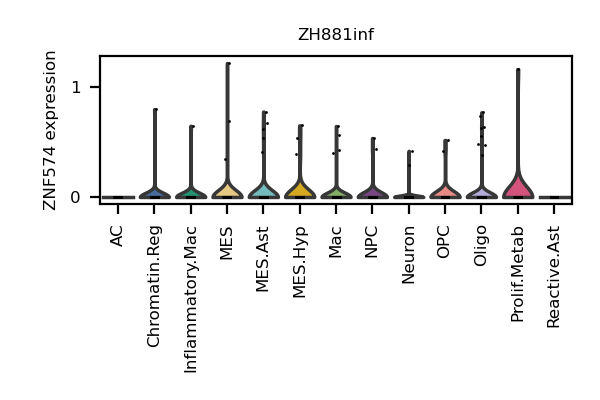 ZH881inf
ZNF574 expression
1
0
AC
Chromatin.Reg
Inflammatory.Mac
MES
MES.Ast
MES.Hyp
Mac
NPC
Neuron
OPC
Oligo
Prolif.Metab
Reactive.Ast